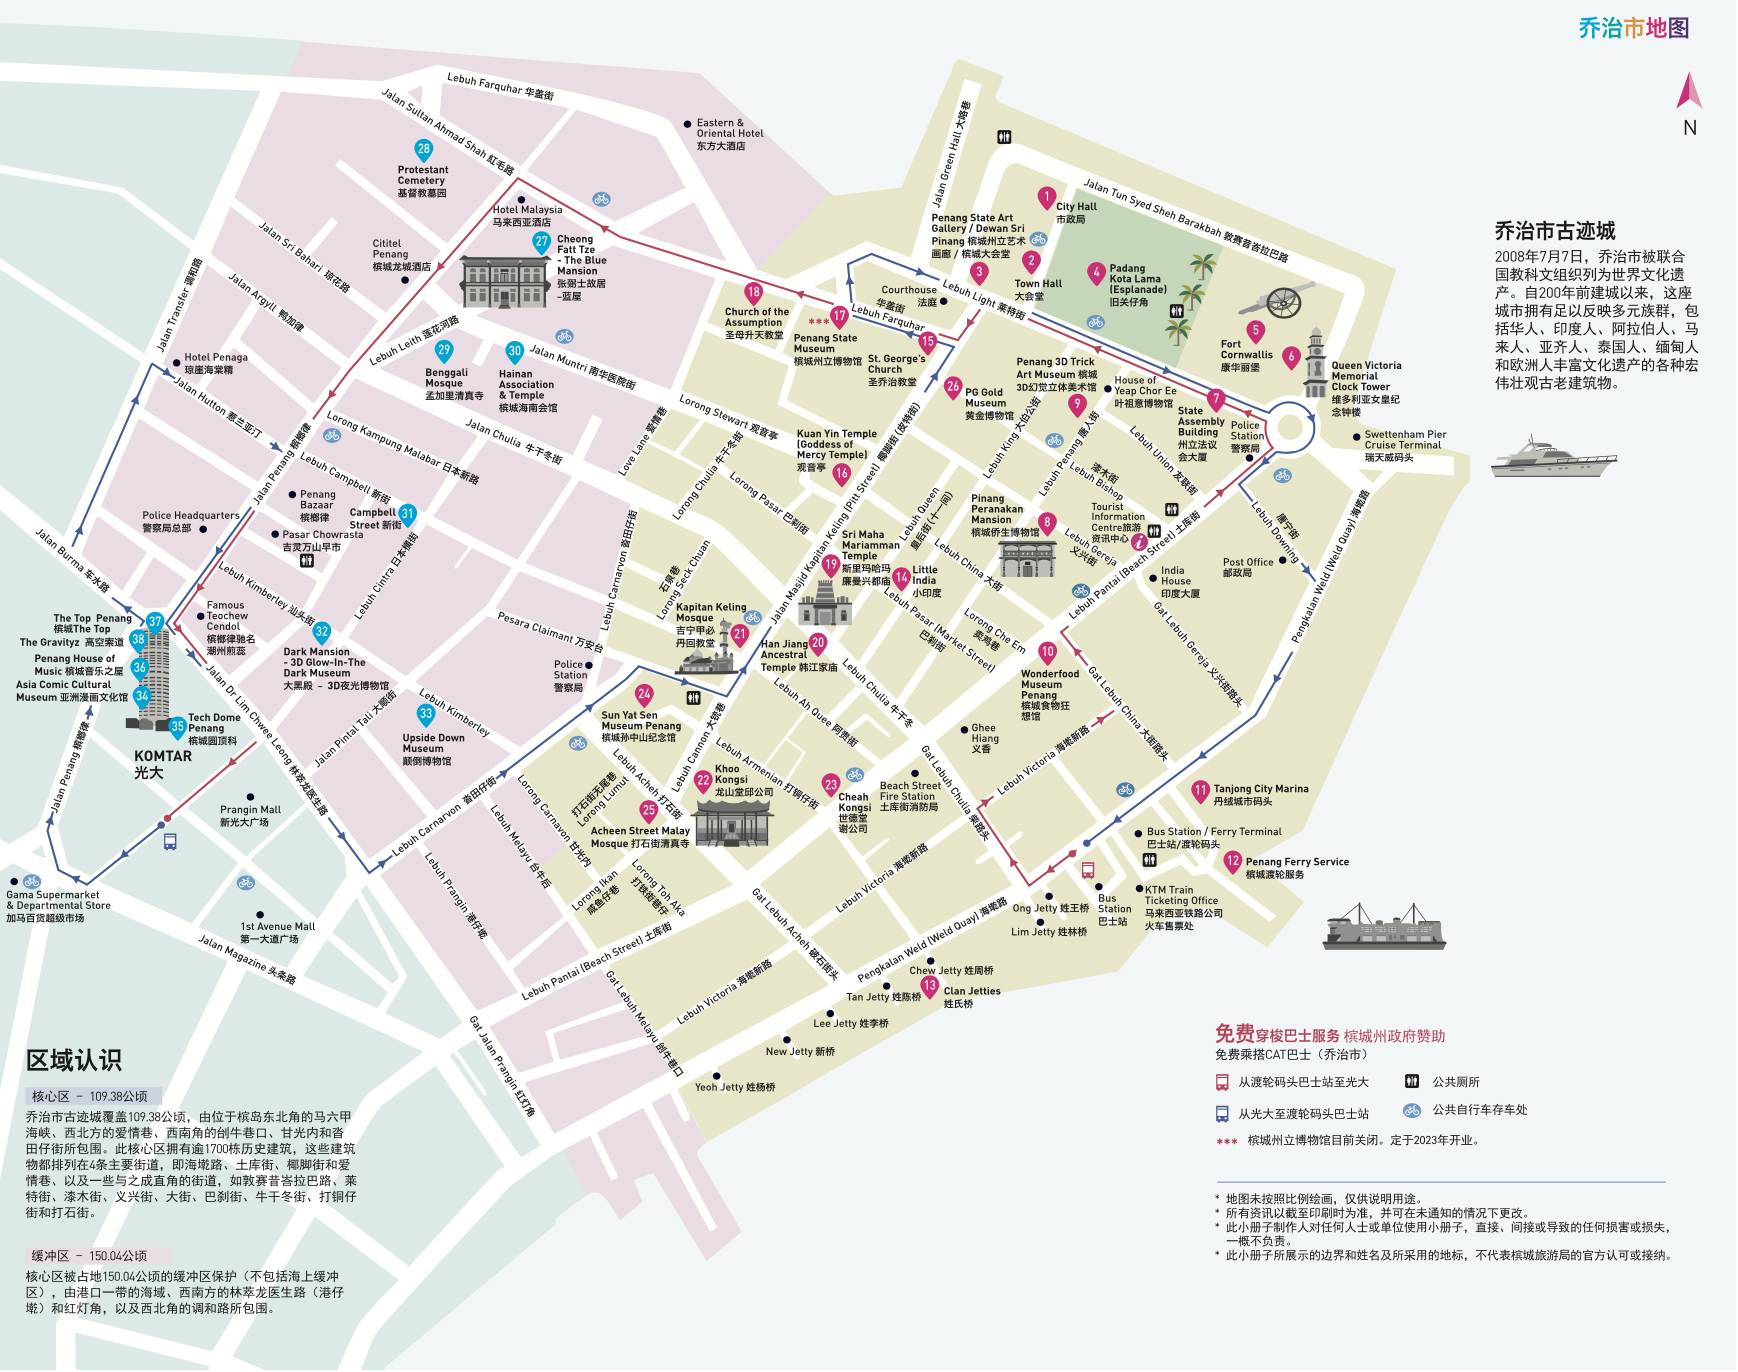 乔治市地图
N
乔治市古迹城
2008年7月7日，乔治市被联合
国教科文组织列为世界文化遗
产。自200年前建城以来，这座
城市拥有足以反映多元族群，包
括华人、印度人、阿拉伯人、马
来人、亚齐人、泰国人、缅甸人
和欧洲人丰富文化遗产的各种宏
伟壮观古老建筑物。
Lebuh Farquhar 华盖街
Jalan Sultan Ahmad Shah 红毛路
Eastern &
Oriental Hotel
东方大酒店
28
Protestant
Cemetery
基督教墓园
Hotel Malaysia
马来西亚酒店
27
Cheong
Fatt Tze
- The Blue
Mansion
张弼士故居
–蓝屋
Cititel
Penang
槟城龙城酒店
Jalan Sri Bahari 琼花路
Jalan Argyll 鸭加律
Jalan Transfer 调和路
Lebuh Leith 莲花河路
29
Benggali
Mosque
孟加里清真寺
30
Hainan
Association
& Temple
槟城海南会馆
Jalan Muntri 南华医院街
Hotel Penaga
琼崖海棠精
Jalan Hutton 惹兰亚汀
Jalan Penang 槟榔律
Lorong Kampung Malabar 日本新路
Jalan Chulia 牛干冬街
Love Lane 爱情巷
Lorong Stewart 观音亭
Lorong Chulia 牛干冬街
Lorong Pasar 巴刹街
Lebuh Campbell 新街
Penang
Bazaar
槟榔律
Campbell
Street 新街
31
Police Headquarters
警察局总部
Pasar Chowrasta
吉灵万山早市
Jalan Burma 车水路
Lebuh Kimberley 汕头街
Lebuh Cintra 日本横街
Famous
Teochew
Cendol
槟榔律驰名
潮州煎蕊
The Top Penang
槟城The Top
37
38
The Gravityz 高空索道
Penang House of
Music 槟城音乐之屋
36
Asia Comic Cultural
Museum 亚洲漫画文化馆
34
35
Tech Dome
Penang
槟城圆顶科
KOMTAR
光大
32
Dark Mansion
- 3D Glow-In-The
Dark Museum
大黑殿 – 3D夜光博物馆
Jalan Dr Lim Chwee Leong 林萃龙医生路
Jalan Pintal Tali 大顺街
Lebuh Kimberley
33
Upside Down
Museum
颠倒博物馆
Pesara Claimant 万安台
Police
Station
警察局
Lebuh Carnarvon 沓田仔街
石泉巷
Lorong Seck Chuan
Jalan Penang 槟榔律
Prangin Mall
新光大广场
Gama Supermarket
& Departmental Store
加马百货超级市场
1st Avenue Mall
第一大道广场
Jalan Magazine 头条路
Lebuh Carnarvon 沓田仔街
Lorong Carnavon 甘光内
Lebuh Melayu 台牛后
Lebuh Prangin 港仔墘
Lorong Ikan
咸鱼仔巷
Lorong Toh Aka
打铁街巷仔
Lebuh Pantai (Beach Street) 土库街
Gat Jalan Prangin 红灯角
Gat Lebuh Melayu 刣牛巷口
Lebuh Victoria 海墘新路
Gat Lebuh Acheh 破石街头
Pengkalan Weld (Weld Quay) 海墘路
24
Sun Yat Sen
Museum Penang
槟城孙中山纪念馆
打石街无尾巷
Lorong Lumut
Lebuh Acheh 打石街
Lebuh Cannon 大铳巷
25
Acheen Street Malay
Mosque 打石街清真寺
22
Khoo
Kongsi
龙山堂邱公司
Lebuh Armenian 打铜仔街
23
Cheah
Kongsi
世德堂
谢公司
Lebuh Ah Quee 阿贵街
Lebuh Chulia 牛干冬
Beach Street
Fire Station
土库街消防局
Ghee
Hiang
义香
Gat Lebuh Chulia 柴路头
Lebuh Victoria 海墘新路
Lebuh Victoria 海墘新路
Kapitan Keling
Mosque
吉宁甲必
丹回教堂
21
Han Jiang
Ancestral
Temple 韩江家庙
20
Sri Maha
Mariamman
Temple
斯里玛哈玛
廉曼兴都庙
19
14
Little
India
小印度
Jalan Masjid Kapitan Keling (Pitt Street) 椰脚街 (皮特街)
Kuan Yin Temple
(Goddess of
Mercy Temple)
观音亭
16
Lebuh Queen
皇后街 (十一间)
Lebuh China 大街
Lebuh Pasar (Market Street)
巴刹街
Lorong Che Em
卖鸡巷
18
Church of the
Assumption
圣母升天教堂
***
17
Penang State
Museum
槟城州立博物馆
15
St. George's
Church
圣乔治教堂
华盖街
Lebuh Farquhar
Courthouse
法庭
Lebuh Light 莱特街
Jalan Green Hall 大路巷
Penang State Art
Gallery / Dewan Sri
Pinang 槟城州立艺术
画廊 / 槟城大会堂
3
2
Town Hall
大会堂
1
City Hall
市政局
Jalan Tun Syed Sheh Barakbah 敦赛昔峇拉巴路
4
Padang
Kota Lama
(Esplanade)
旧关仔角
5
Fort
Cornwallis
康华丽堡
6
Queen Victoria
Memorial
Clock Tower
维多利亚女皇纪
念钟楼
26
PG Gold
Museum
黄金博物馆
Penang 3D Trick
Art Museum 槟城
3D幻觉立体美术馆
9
House of
Yeap Chor Ee
叶祖意博物馆
7
State
Assembly
Building
州立法议
会大厦
Police
Station
警察局
Swettenham Pier
Cruise Terminal
瑞天咸码头
Lebuh King 大伯公街
Lebuh Penang 唐人街
Lebuh Union 友联街
漆木街
Lebuh Bishop
Lebuh Gereja
义兴街
Pinang
Peranakan
Mansion
槟城侨生博物馆
8
Tourist
Information
Centre旅游
资讯中心
i
Lebuh Pantai (Beach Street) 土库街
India
House
印度大厦
Post Office
邮政局
唐宁街
Lebuh Downing
Pengkalan Weld (Weld Quay) 海墘路
Gat Lebuh Gereja 义兴街路头
Gat Lebuh China 大街路头
10
Wonderfood
Museum
Penang
槟城食物狂
想馆
11
Tanjong City Marina
丹绒城市码头
Bus Station / Ferry Terminal
巴士站/渡轮码头
12
Penang Ferry Service
槟城渡轮服务
KTM Train
Ticketing Office
马来西亚铁路公司
火车售票处
Bus
Station
巴士站
Ong Jetty 姓王桥
Lim Jetty 姓林桥
Chew Jetty 姓周桥
13
Clan Jetties
姓氏桥
Tan Jetty 姓陈桥
Lee Jetty 姓李桥
New Jetty 新桥
Yeoh Jetty 姓杨桥
区域认识
核心区 – 109.38公顷
乔治市古迹城覆盖109.38公顷，由位于槟岛东北角的马六甲
海峡、西北方的爱情巷、西南角的刣牛巷口、甘光内和沓
田仔街所包围。此核心区拥有逾1700栋历史建筑，这些建筑
物都排列在4条主要街道，即海墘路、土库街、椰脚街和爱
情巷、以及一些与之成直角的街道，如敦赛昔峇拉巴路、莱
特街、漆木街、义兴街、大街、巴刹街、牛干冬街、打铜仔
街和打石街。
缓冲区 – 150.04公顷
核心区被占地150.04公顷的缓冲区保护（不包括海上缓冲
区），由港口一带的海域、西南方的林萃龙医生路（港仔
墘）和红灯角，以及西北角的调和路所包围。
免费穿梭巴士服务 槟城州政府赞助
免费乘搭CAT巴士（乔治市）
从渡轮码头巴士站至光大
公共厕所
从光大至渡轮码头巴士站
公共自行车存车处
*** 槟城州立博物馆目前关闭。定于2023年开业。
* 地图未按照比例绘画，仅供说明用途。
* 所有资讯以截至印刷时为准，并可在未通知的情况下更改。
* 此小册子制作人对任何人士或单位使用小册子，直接、间接或导致的任何损害或损失，
一概不负责。
* 此小册子所展示的边界和姓名及所采用的地标，不代表槟城旅游局的官方认可或接纳。